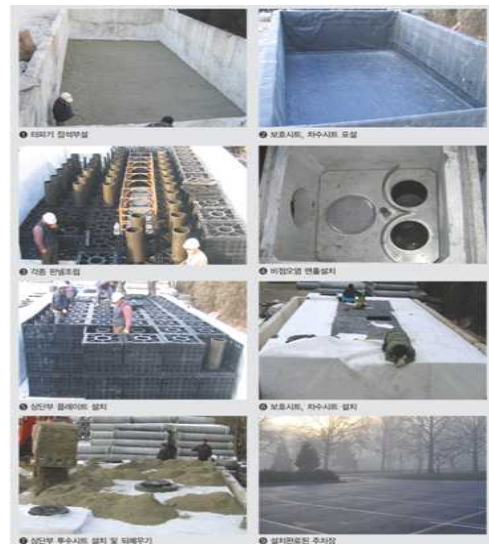 ❶ 터파기 잡석부설
❷ 보호시트, 차수시트 포설
❸ 각종 판넬조립
❹ 비점오염 맨홀설치
❺ 상단부 플레이트 설치
❻ 보호시트, 차수시트 설치
❼ 상단부 투수시트 설치 및 되메우기
❾ 설치완료된 주차장